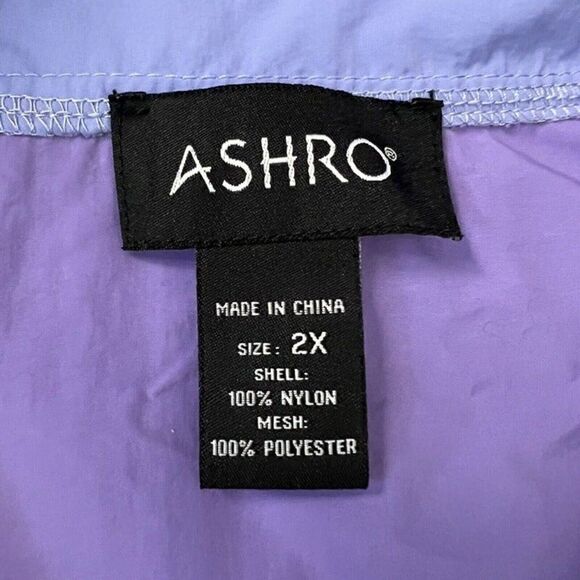 ASHRO®
MADE IN CHINA
SIZE: 2X
SHELL:
100% NYLON
MESH:
100% POLYESTER